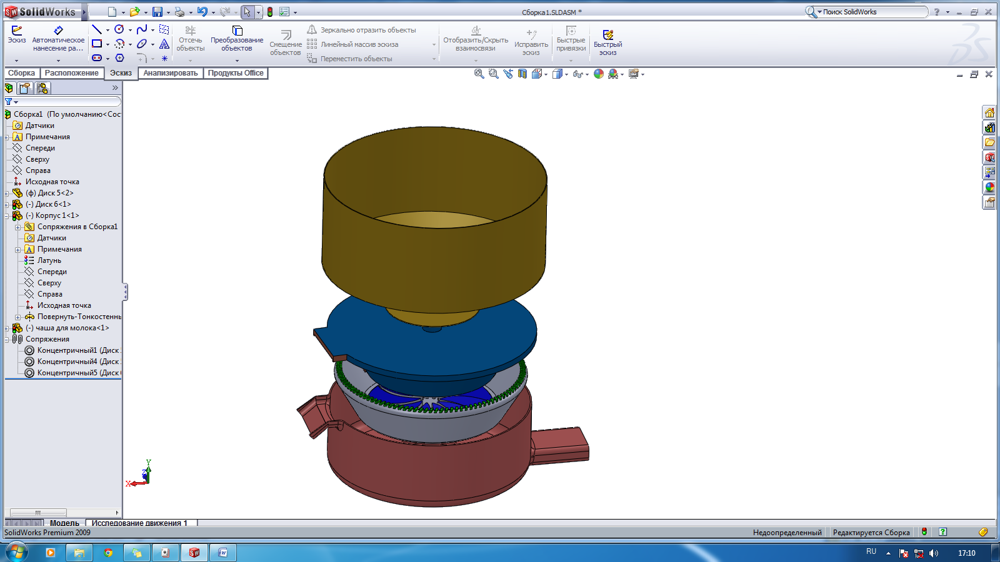 SolidWorks
Сборка1.SLDASM *
Поиск SolidWorks
Эскиз
Автоматическое
нанесение ра...
Отсечь
объекты
Преобразование
объектов
Смещение
объектов
Зеркально отразить объекты
Линейный массив эскиза
Переместить объекты
Отобразить/Скрыть
взаимосвязи
Исправить
эскиз
Быстрые
привязки
Быстрый
эскиз
Сборка
Расположение
Эскиз
Анализировать
Продукты Office
Сборка1 (По умолчанию<Сос
Датчики
Примечания
Спереди
Сверху
Справа
Исходная точка
(ф) Диск 5<2>
(-) Диск 6<1>
(-) Корпус 1<1>
Сопряжения в Сборка1
Датчики
Примечания
Латунь
Спереди
Сверху
Справа
Исходная точка
Повернуть-Тонкостенн
(-) чаша для молока<1>
Сопряжения
Концентричный1 (Диск
Концентричный4 (Диск
Концентричный5 (Диск
Y
Z
X
Модель
Исследование движения 1
SolidWorks Premium 2009
Недоопределенный
Редактируется Сборка
RU
17:10